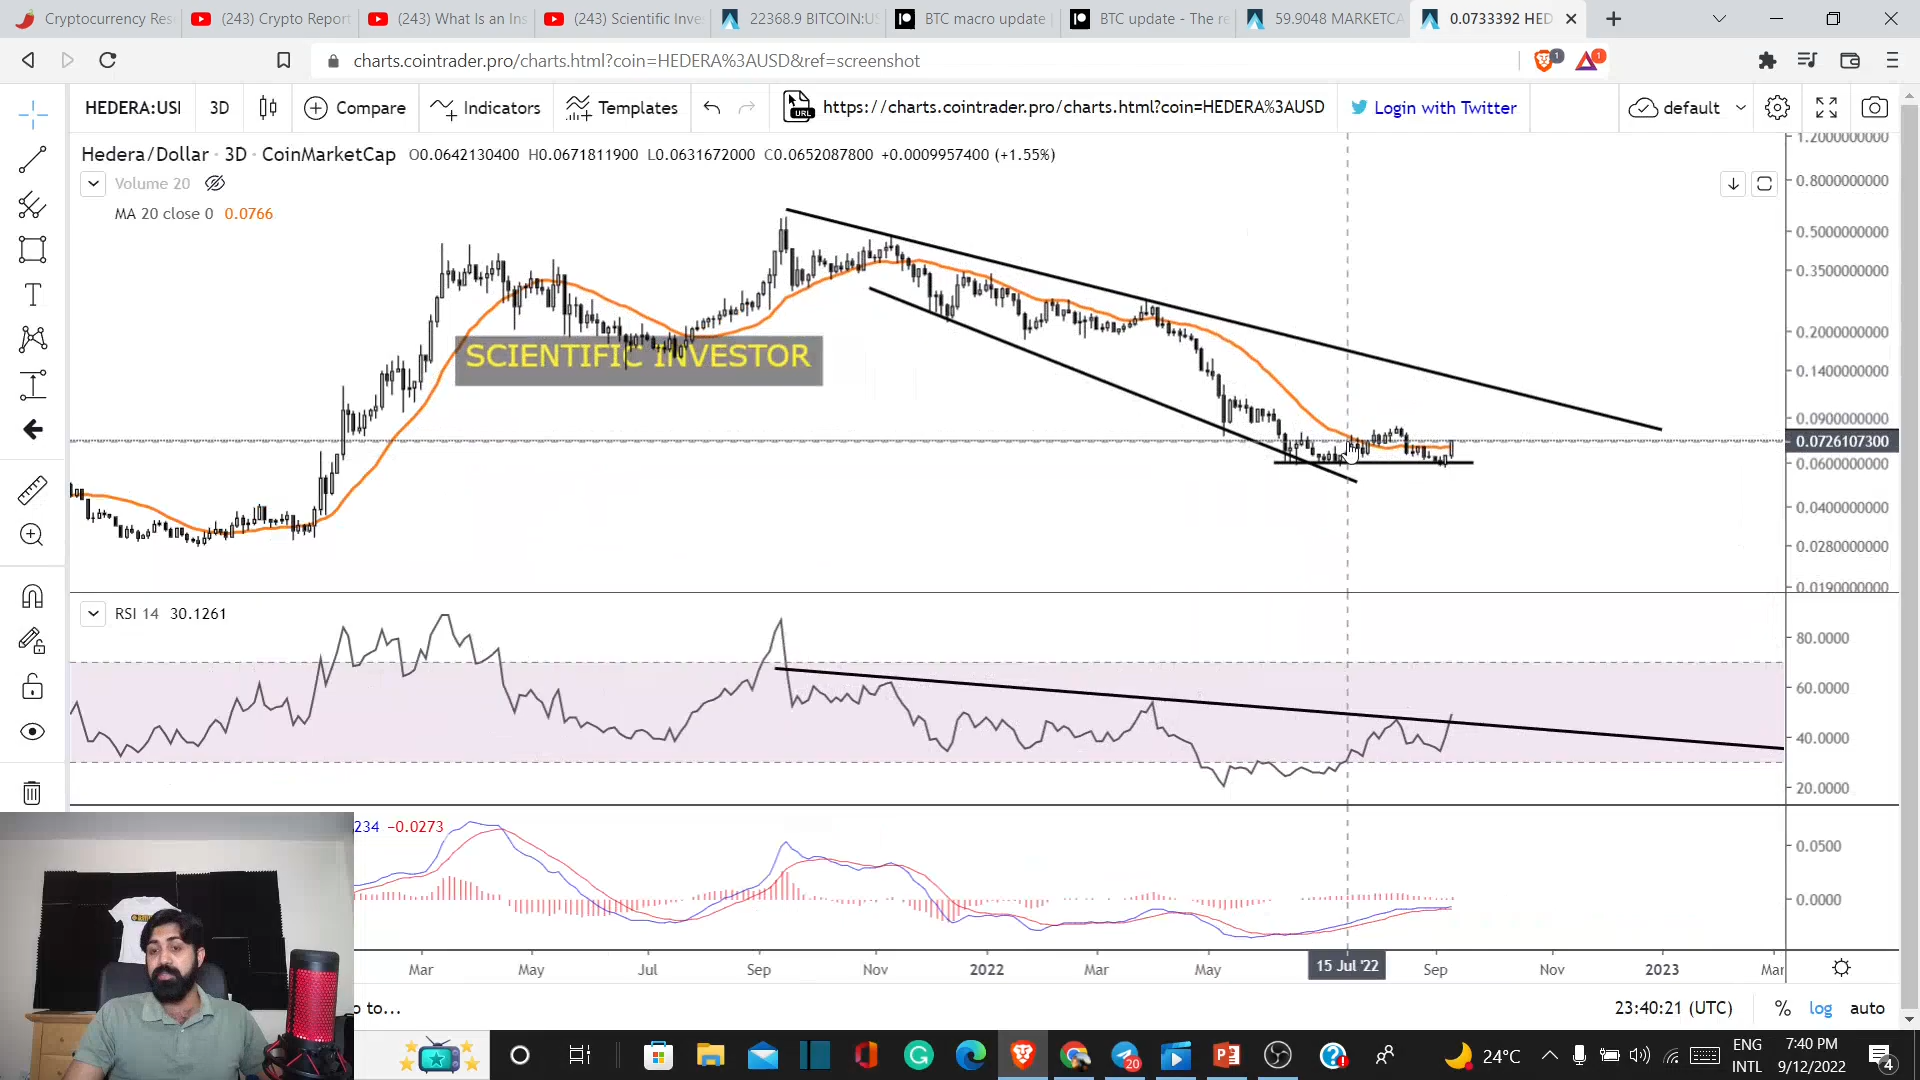 Cryptocurrency Res
(243) Crypto Report
(243) What Is an Ins
(243) Scientific Inve
22368.9 BITCOIN:US
BTC macro update
BTC update - The re
59.9048 MARKETCA
0.0733392 HED
charts.cointrader.pro/charts.html?coin=HEDERA%3AUSD&ref=screenshot
1
1
HEDERA:USI
3D
Compare
Indicators
Templates
URL
https://charts.cointrader.pro/charts.html?coin=HEDERA%3AUSD
Login with Twitter
default
Hedera/Dollar · 3D · CoinMarketCap O0.0642130400 H0.0671811900 L0.0631672000 C0.0652087800 +0.0009957400 (+1.55%)
Volume 20
MA 20 close 0 0.0766
SCIENTIFIC INVESTOR
1.2000000000
0.8000000000
0.5000000000
0.3500000000
0.2000000000
0.1400000000
0.0900000000
0.0726107300
0.0600000000
0.0400000000
0.0280000000
0.0190000000
RSI 14 30.1261
80.0000
60.0000
40.0000
20.0000
234 −0.0273
0.0500
0.0000
Mar
May
Jul
Sep
Nov
2022
Mar
May
15 Jul '22
Sep
Nov
2023
Mar
o to...
23:40:21 (UTC)
%
log
auto
20
24°C
ENG
INTL
7:40 PM
9/12/2022
4